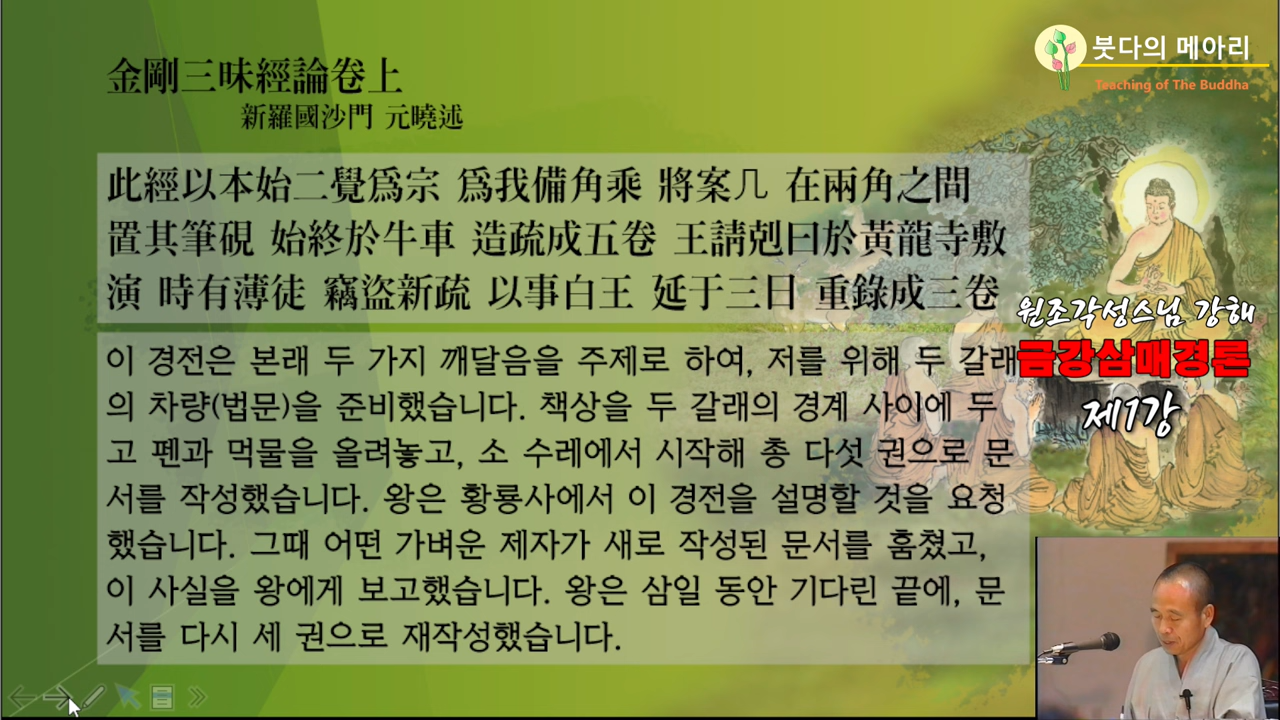 金剛三昧經論卷上
新羅國沙門 元曉述
此經以本始二覺爲宗 爲我備角乘 將案几 在兩角之間
置其筆硯 始終於牛車 造疏成五卷 王請剋曰於黃龍寺敷
演 時有薄徒 竊盜新疏 以事白王 延于三日 重錄成三卷
이 경전은 본래 두 가지 깨달음을 주제로 하여, 저를 위해 두 갈래
의 차량(법문)을 준비했습니다. 책상을 두 갈래의 경계 사이에 두
고 펜과 먹물을 올려놓고, 소 수레에서 시작해 총 다섯 권으로 문
서를 작성했습니다. 왕은 황룡사에서 이 경전을 설명할 것을 요청
했습니다. 그때 어떤 가벼운 제자가 새로 작성된 문서를 훔쳤고,
이 사실을 왕에게 보고했습니다. 왕은 삼일 동안 기다린 끝에, 문
서를 다시 세 권으로 재작성했습니다.
붓다의 메아리
Teaching of The Buddha
원조각성스님 강해
금강삼매경론
제1강